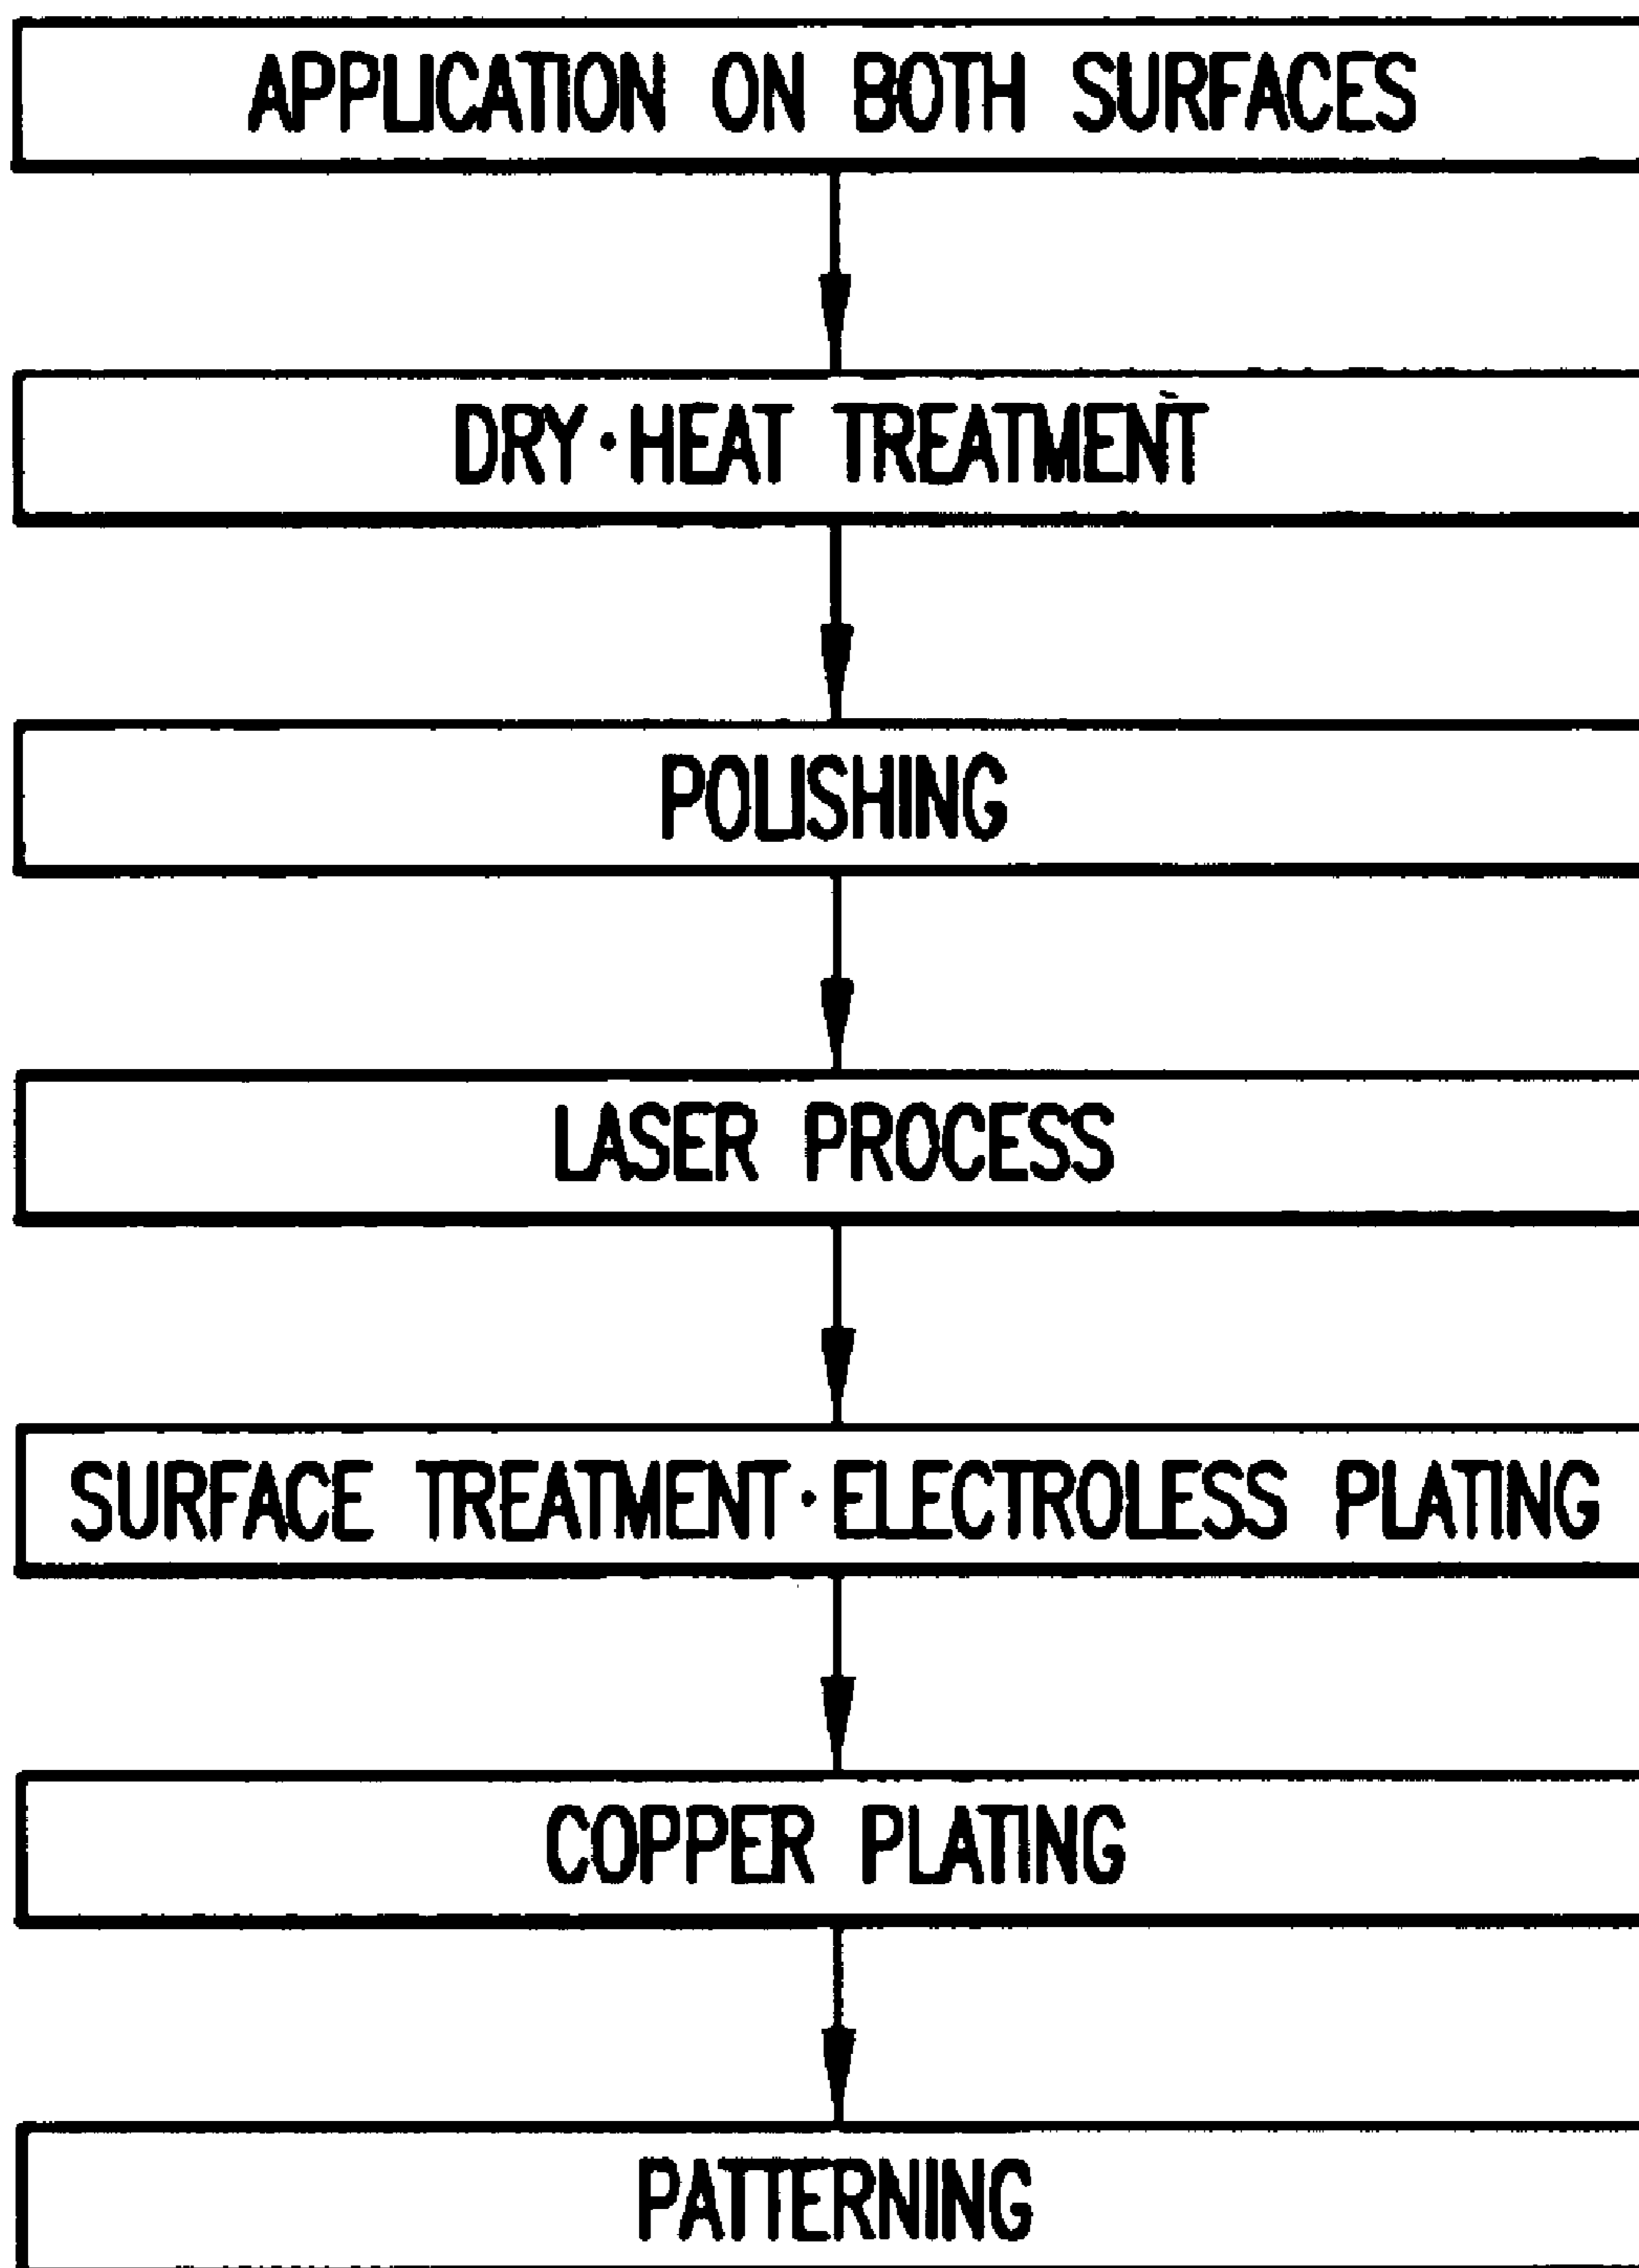 APPLICATION ON BOTH SURFACES
DRY·HEAT TREATMENT
POLISHING
LASER PROCESS
SURFACE TREATMENT·ELECTROLESS PLATING
COPPER PLATING
PATTERNING